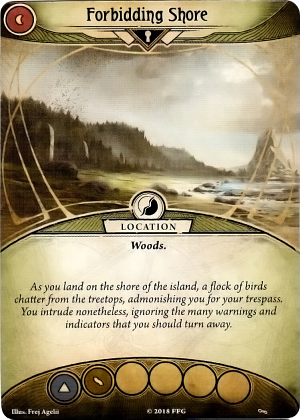 Forbidding Shore
LOCATION
Woods.
As you land on the shore of the island, a flock of birds
chatter from the treetops, admonishing you for your trespass.
You intrude nonetheless, ignoring the many warnings and
indicators that you should turn away.
Illus. Frej Agelii
© 2018 FFG